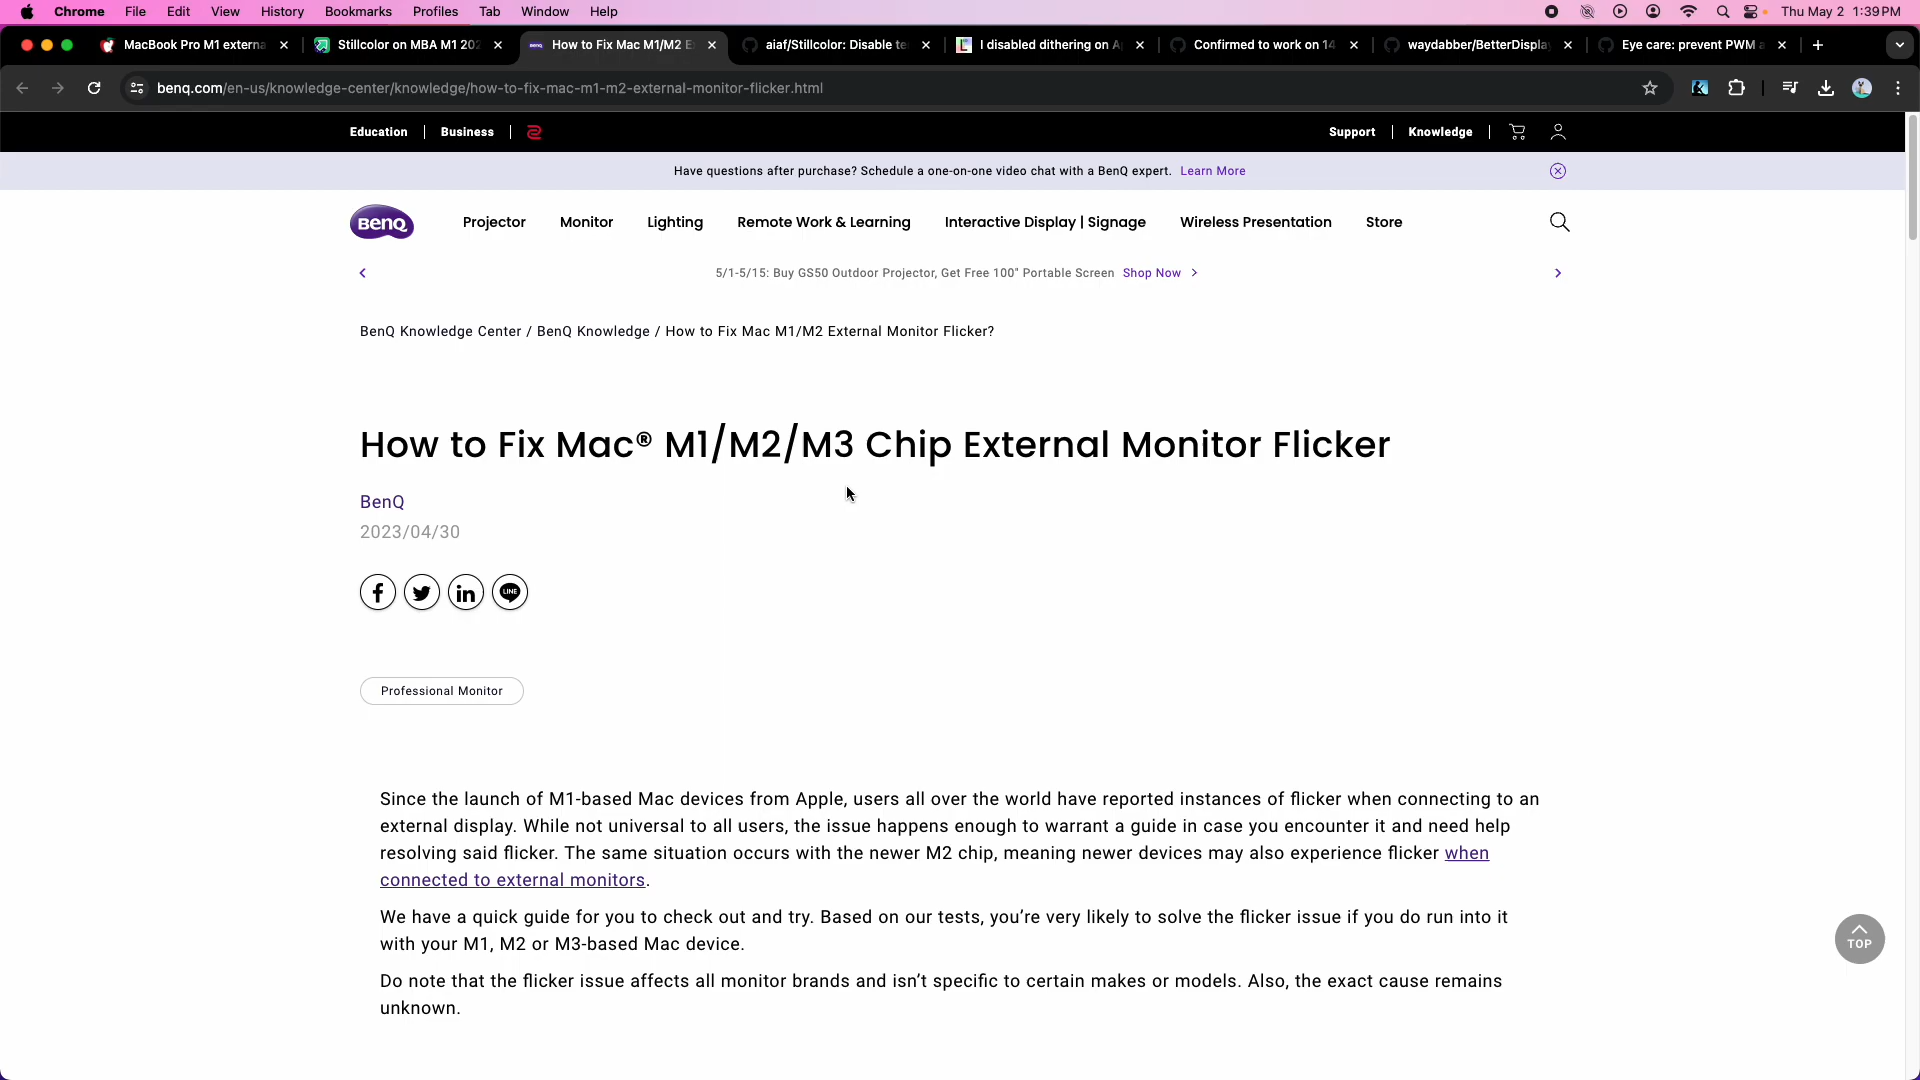 Chrome File Edit View History Bookmarks Profiles Tab Window Help Thu May 2 1:39 PM
MacBook Pro M1 externa Stillcolor on MBA M1 202 How to Fix Mac M1/M2 E aiaf/Stillcolor: Disable te I disabled dithering on A Confirmed to work on 14 waydabber/BetterDisplay Eye care: prevent PWM a
benq.com/en-us/knowledge-center/knowledge/how-to-fix-mac-m1-m2-external-monitor-flicker.html
Education Business Support Knowledge
Have questions after purchase? Schedule a one-on-one video chat with a BenQ expert. Learn More
BenQ Projector Monitor Lighting Remote Work & Learning Interactive Display | Signage Wireless Presentation Store
5/1-5/15: Buy GS50 Outdoor Projector, Get Free 100" Portable Screen Shop Now
BenQ Knowledge Center / BenQ Knowledge / How to Fix Mac M1/M2 External Monitor Flicker?
How to Fix Mac® M1/M2/M3 Chip External Monitor Flicker
BenQ
2023/04/30
LINE
Professional Monitor
Since the launch of M1-based Mac devices from Apple, users all over the world have reported instances of flicker when connecting to an
external display. While not universal to all users, the issue happens enough to warrant a guide in case you encounter it and need help
resolving said flicker. The same situation occurs with the newer M2 chip, meaning newer devices may also experience flicker when
connected to external monitors.
We have a quick guide for you to check out and try. Based on our tests, you’re very likely to solve the flicker issue if you do run into it
with your M1, M2 or M3-based Mac device.
TOP
Do note that the flicker issue affects all monitor brands and isn’t specific to certain makes or models. Also, the exact cause remains
unknown.